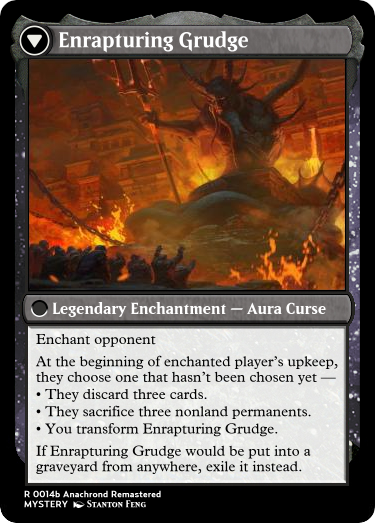 Enrapturing Grudge
Legendary Enchantment — Aura Curse
Enchant opponent
At the beginning of enchanted player's upkeep,
they choose one that hasn't been chosen yet —
• They discard three cards.
• They sacrifice three nonland permanents.
• You transform Enrapturing Grudge.
If Enrapturing Grudge would be put into a
graveyard from anywhere, exile it instead.
R 0014b Anachrond Remastered
MYSTERY Stanton Feng